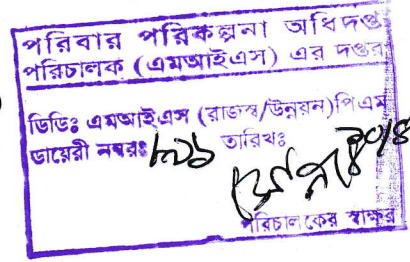 পরিবার পরিকল্পনা অধিদপ্তর
পরিচালক (এমআইএস) এর দপ্তর
ডিডিঃ এমআইএস (রাজস্ব/উন্নয়ন)পিএম
ডায়েরী নম্বরঃ তারিখঃ
পরিচালকের স্বাক্ষর